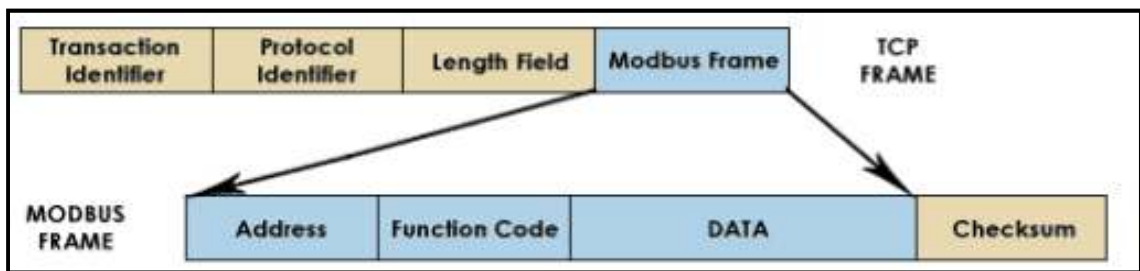 Transaction Identifier
Protocol Identifier
Length Field
Modbus Frame
TCP FRAME
MODBUS FRAME
Address
Function Code
DATA
Checksum